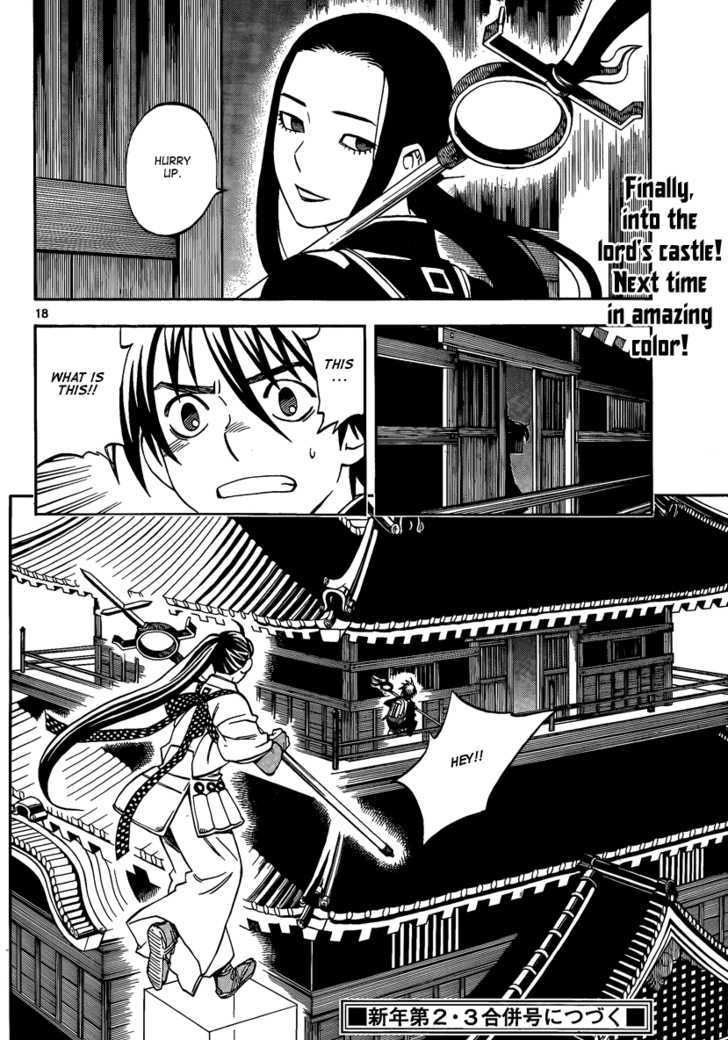 HURRY
UP.
Finally,
into the
lord's castle!
Next time
in amazing
color!
18
THIS
...
WHAT IS
THIS!!
HEY!!
■新年第2・3合併号につづく■